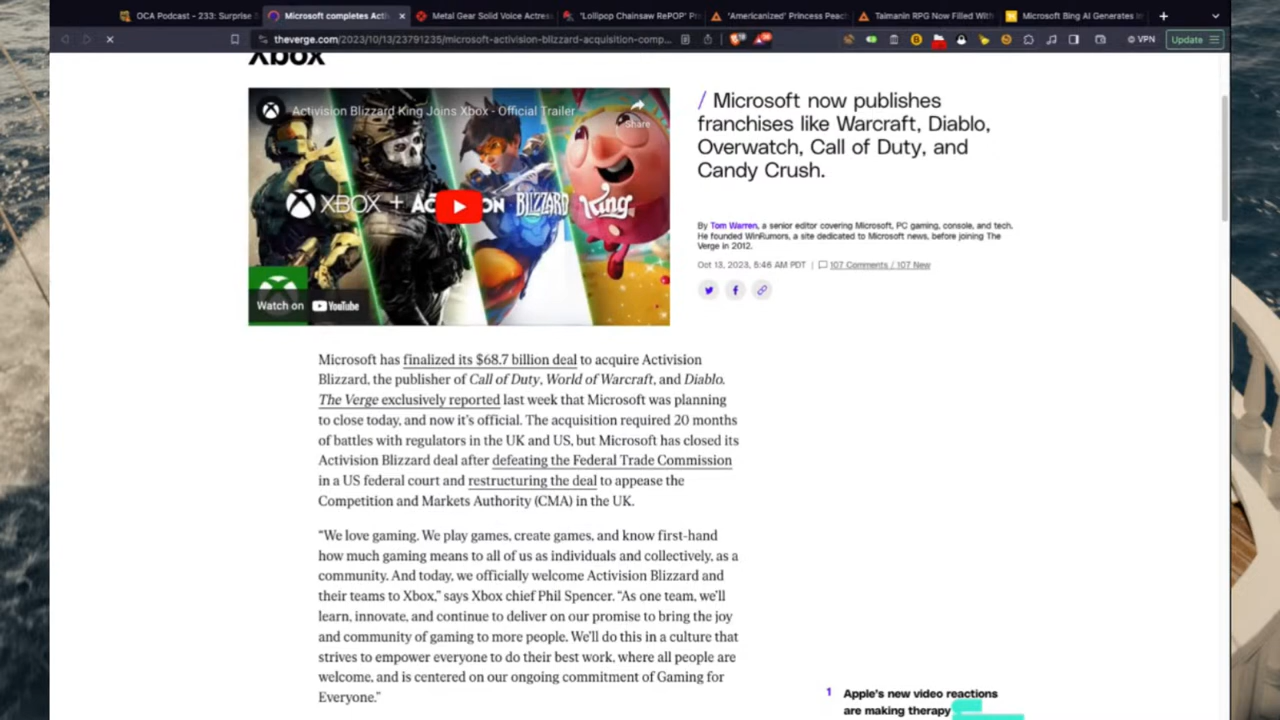 OCA Podcast - 233: Surprise
Microsoft completes Acti
Metal Gear Solid Voice Actress
"Lollipop Chainsaw RePOP" Pr
'Americanized' Princess Peach
Taimanin RPG Now Filled With
Microsoft Bing AI Generates Im
theverge.com/2023/10/13/23791235/microsoft-activision-blizzard-acquisition-comp...
VPN
Update
Xbox
Activision Blizzard King Joins Xbox - Official Trailer
Share
XBOX + ACTIVISION BLIZZARD King
Watch on YouTube
/ Microsoft now publishes
franchises like Warcraft, Diablo,
Overwatch, Call of Duty, and
Candy Crush.
By Tom Warren, a senior editor covering Microsoft, PC gaming, console, and tech.
He founded WinRumors, a site dedicated to Microsoft news, before joining The
Verge in 2012.
Oct 13, 2023, 5:46 AM PDT | 107 Comments / 107 New
Microsoft has finalized its $68.7 billion deal to acquire Activision
Blizzard, the publisher of Call of Duty, World of Warcraft, and Diablo.
The Verge exclusively reported last week that Microsoft was planning
to close today, and now it's official. The acquisition required 20 months
of battles with regulators in the UK and US, but Microsoft has closed its
Activision Blizzard deal after defeating the Federal Trade Commission
in a US federal court and restructuring the deal to appease the
Competition and Markets Authority (CMA) in the UK.
"We love gaming. We play games, create games, and know first-hand
how much gaming means to all of us as individuals and collectively, as a
community. And today, we officially welcome Activision Blizzard and
their teams to Xbox," says Xbox chief Phil Spencer. "As one team, we'll
learn, innovate, and continue to deliver on our promise to bring the joy
and community of gaming to more people. We'll do this in a culture that
strives to empower everyone to do their best work, where all people are
welcome, and is centered on our ongoing commitment of Gaming for
Everyone."
1 Apple's new video reactions
are making therapy